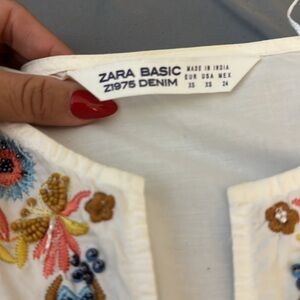 ZARA BASIC
Z1975 DENIM
MADE IN INDIA
EUR USA MEX
XS XS 24